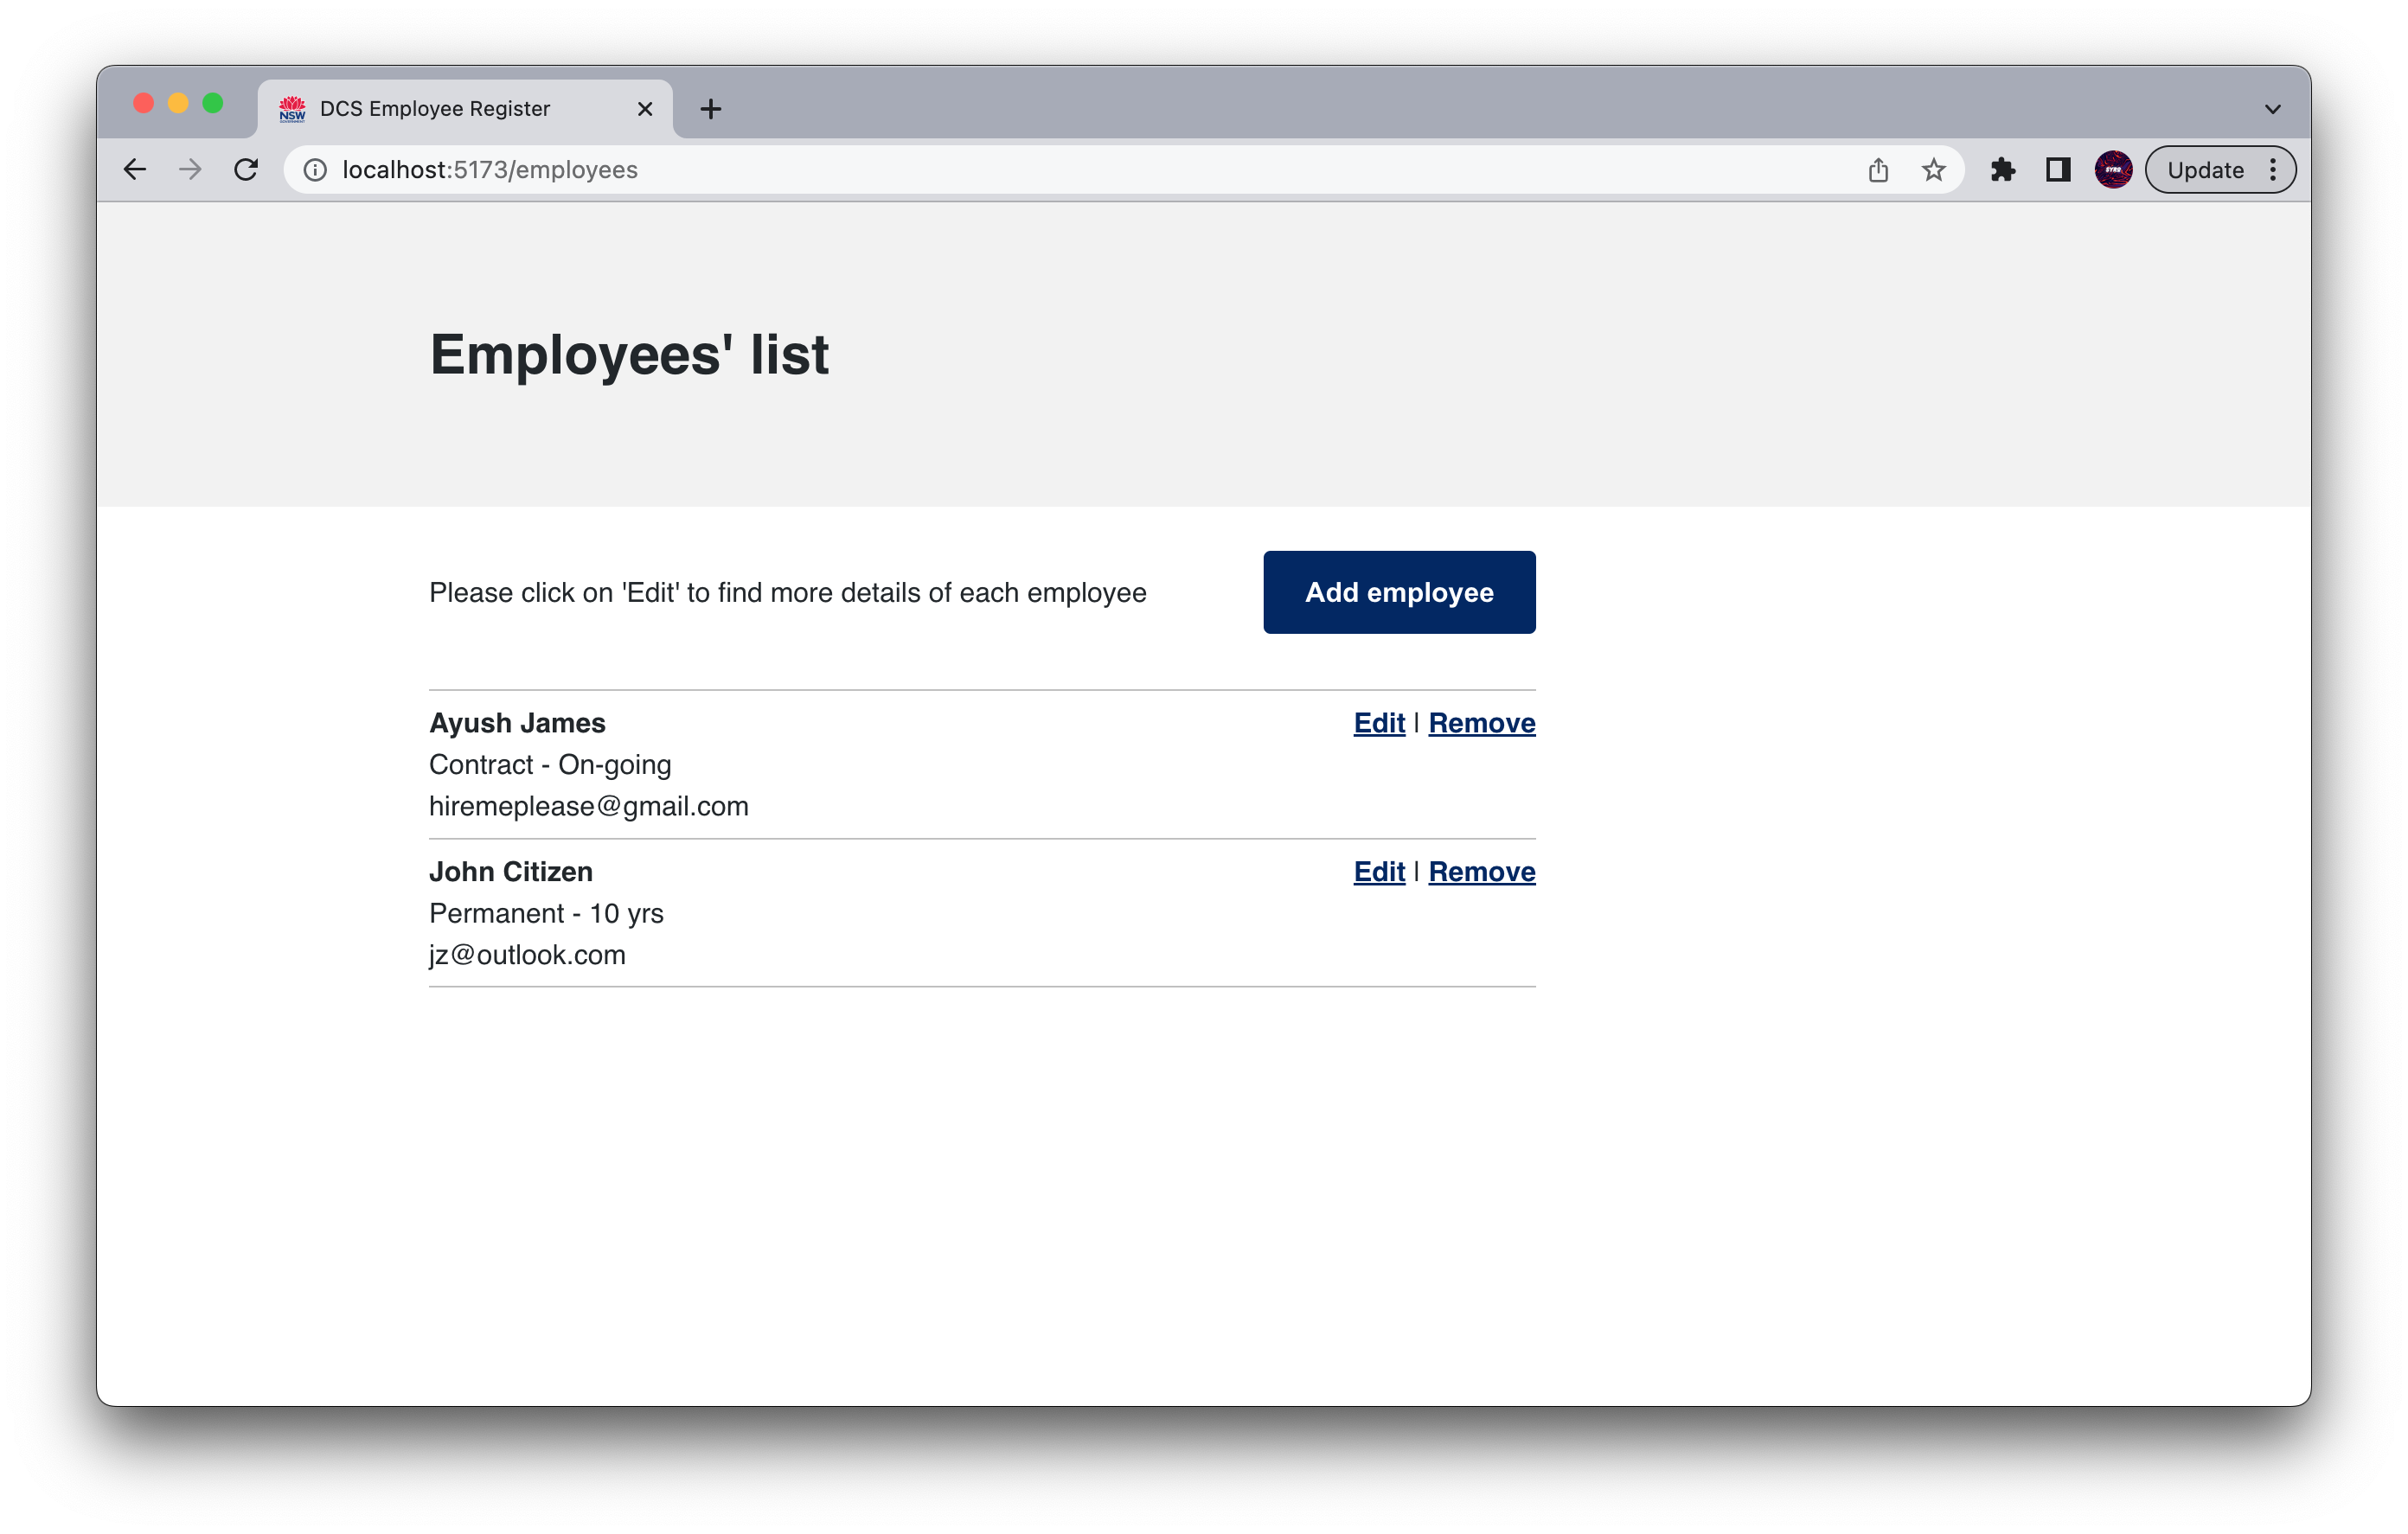 DCS Employee Register
NSW
localhost:5173/employees
Update
Employees' list
Please click on 'Edit' to find more details of each employee
Add employee
Ayush James
Edit | Remove
Contract - On-going
hiremeplease@gmail.com
John Citizen
Edit | Remove
Permanent - 10 yrs
jz@outlook.com